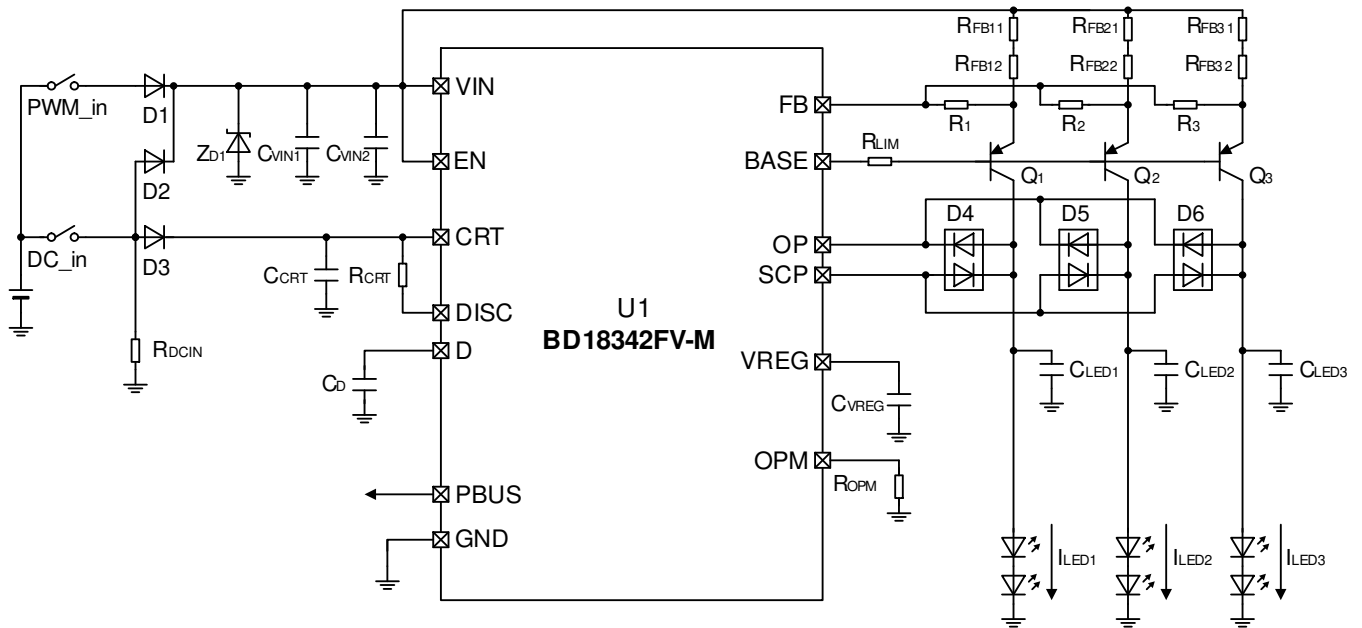 RFB11
RFB21
RFB31
RFB12
RFB22
RFB32
PWM_in
D1
VIN
FB
R1
R2
R3
ZD1
CVIN1
CVIN2
RLIM
D2
EN
BASE
Q1
Q2
Q3
D4
D5
D6
DC_in
D3
CRT
OP
CCRT
RCRT
SCP
U1
BD18342FV-M
DISC
RDCIN
D
VREG
CLED1
CLED2
CLED3
CD
CVREG
OPM
ROPM
PBUS
GND
ILED1
ILED2
ILED3